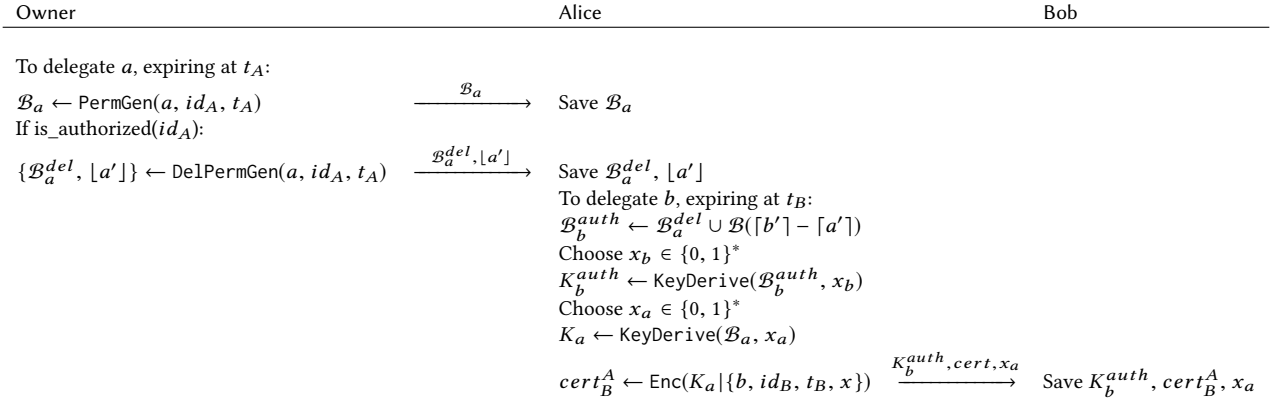 Owner Alice Bob
To delegate a, expiring at t_A:
ℬ_a ← PermGen(a, id_A, t_A) ℬ_a Save ℬ_a
If is_authorized(id_A):
{ℬ_a^{del}, ⌊a′⌋} ← DelPermGen(a, id_A, t_A) ℬ_a^{del}, ⌊a′⌋ Save ℬ_a^{del}, ⌊a′⌋
To delegate b, expiring at t_B:
ℬ_b^{auth} ← ℬ_a^{del} ∪ ℬ(⌈b′⌉ − ⌈a′⌉)
Choose x_b ∈ {0, 1}*
K_b^{auth} ← KeyDerive(ℬ_b^{auth}, x_b)
Choose x_a ∈ {0, 1}*
K_a ← KeyDerive(ℬ_a, x_a)
cert_B^A ← Enc(K_a|{b, id_B, t_B, x}) K_b^{auth}, cert, x_a Save K_b^{auth}, cert_B^A, x_a